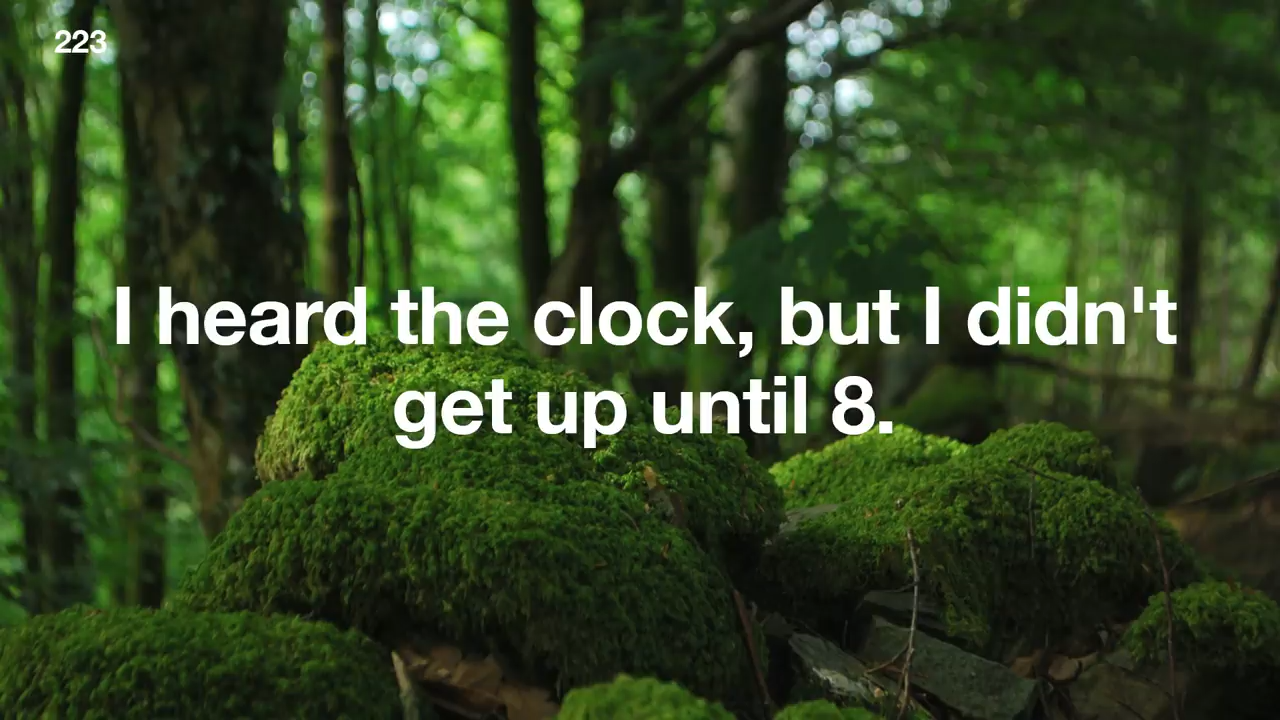 223
I heard the clock, but I didn't
get up until 8.